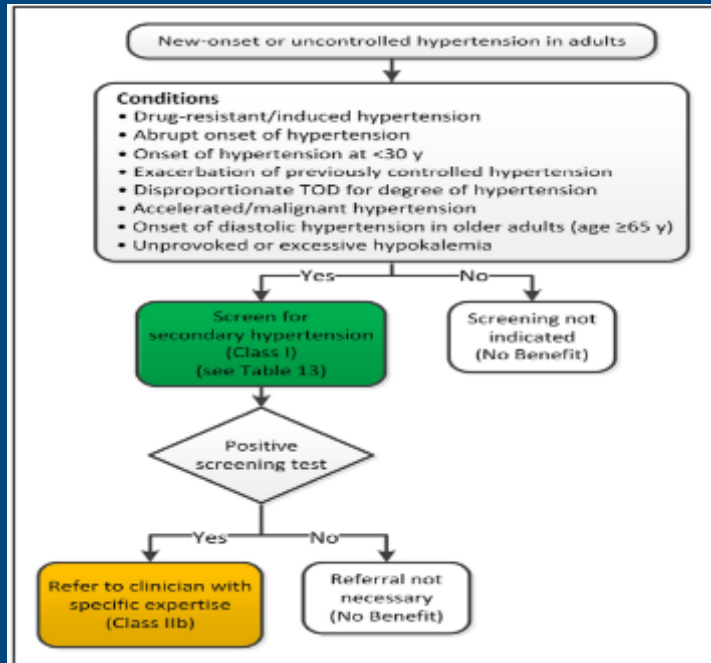 New-onset or uncontrolled hypertension in adults
Conditions
• Drug-resistant/induced hypertension
• Abrupt onset of hypertension
• Onset of hypertension at <30 y
• Exacerbation of previously controlled hypertension
• Disproportionate TOD for degree of hypertension
• Accelerated/malignant hypertension
• Onset of diastolic hypertension in older adults (age ≥65 y)
• Unprovoked or excessive hypokalemia
Yes
No
Screen for
secondary hypertension
(Class I)
(see Table 13)
Screening not
indicated
(No Benefit)
Positive
screening test
Yes
No
Refer to clinician with
specific expertise
(Class IIb)
Referral not
necessary
(No Benefit)